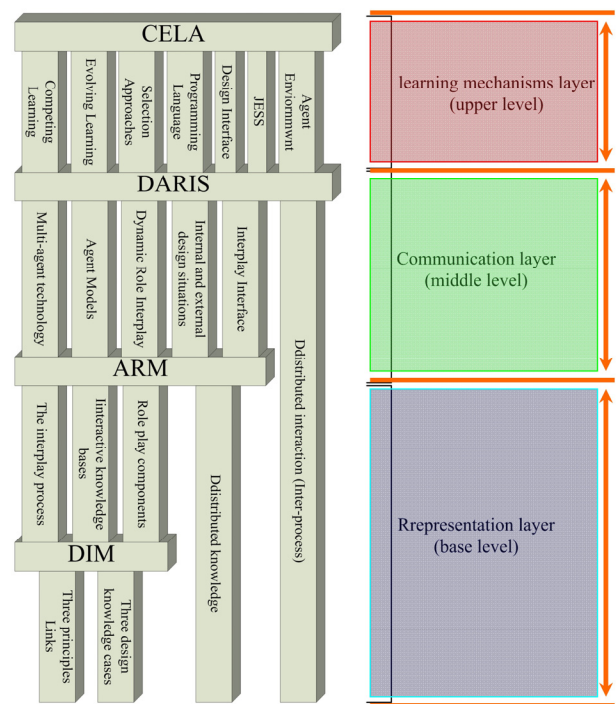 CELA
Competing
Learning
Evolving Learning
Selection
Approaches
Programming
Language
Design Interface
JESS
Agent
Enviornmwnt
DARIS
Multi-agent technology
Agent Models
Dynamic Role Interplay
Internal and external
design situations
Interplay Interface
Ddistributed interaction (Inter-process)
ARM
The interplay process
Iinteractive knowledge
bases
Role play components
Ddistributed knowledge
DIM
Three principles
Links
Three design
knowledge cases
learning mechanisms layer
(upper level)
Communication layer
(middle level)
Rrepresentation layer
(base level)